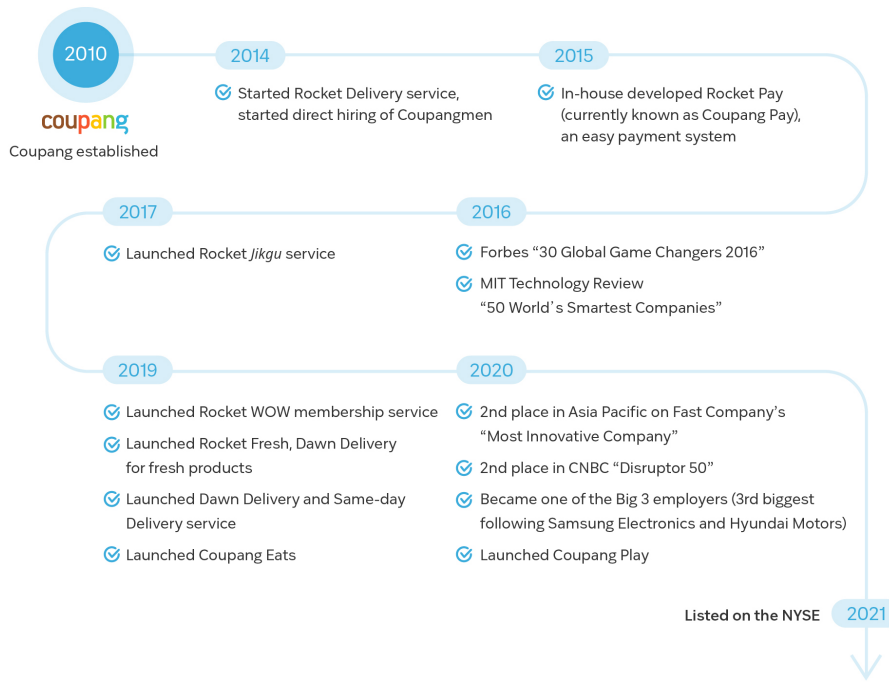 2010
coupang
Coupang established
2014
Started Rocket Delivery service,
started direct hiring of Coupangmen
2015
In-house developed Rocket Pay
(currently known as Coupang Pay),
an easy payment system
2016
Forbes “30 Global Game Changers 2016”
MIT Technology Review
“50 World's Smartest Companies”
2017
Launched Rocket Jikgu service
2019
Launched Rocket WOW membership service
Launched Rocket Fresh, Dawn Delivery
for fresh products
Launched Dawn Delivery and Same-day
Delivery service
Launched Coupang Eats
2020
2nd place in Asia Pacific on Fast Company’s
“Most Innovative Company”
2nd place in CNBC “Disruptor 50”
Became one of the Big 3 employers (3rd biggest
following Samsung Electronics and Hyundai Motors)
Launched Coupang Play
Listed on the NYSE
2021